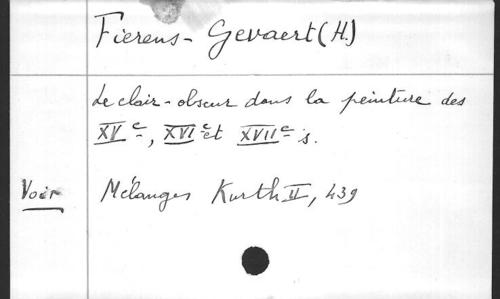 Fierens-Gevaert (H.)
Le clair-obscur dans la peinture des
XVe, XVIe et XVIIe s.
Voir Mélanges Kurth II, 439